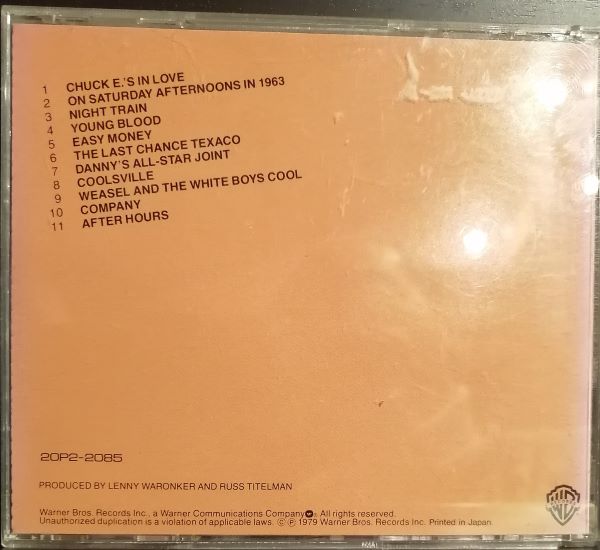 1 CHUCK E.'S IN LOVE
2 ON SATURDAY AFTERNOONS IN 1963
3 NIGHT TRAIN
4 YOUNG BLOOD
5 EASY MONEY
6 THE LAST CHANCE TEXACO
7 DANNY'S ALL-STAR JOINT
8 COOLSVILLE
9 WEASEL AND THE WHITE BOYS COOL
10 COMPANY
11 AFTER HOURS
20P2-2085
PRODUCED BY LENNY WARONKER AND RUSS TITELMAN
Warner Bros. Records Inc., a Warner Communications Company. All rights reserved.
Unauthorized duplication is a violation of applicable laws. Ⓒ Ⓟ 1979 Warner Bros. Records Inc. Printed in Japan.